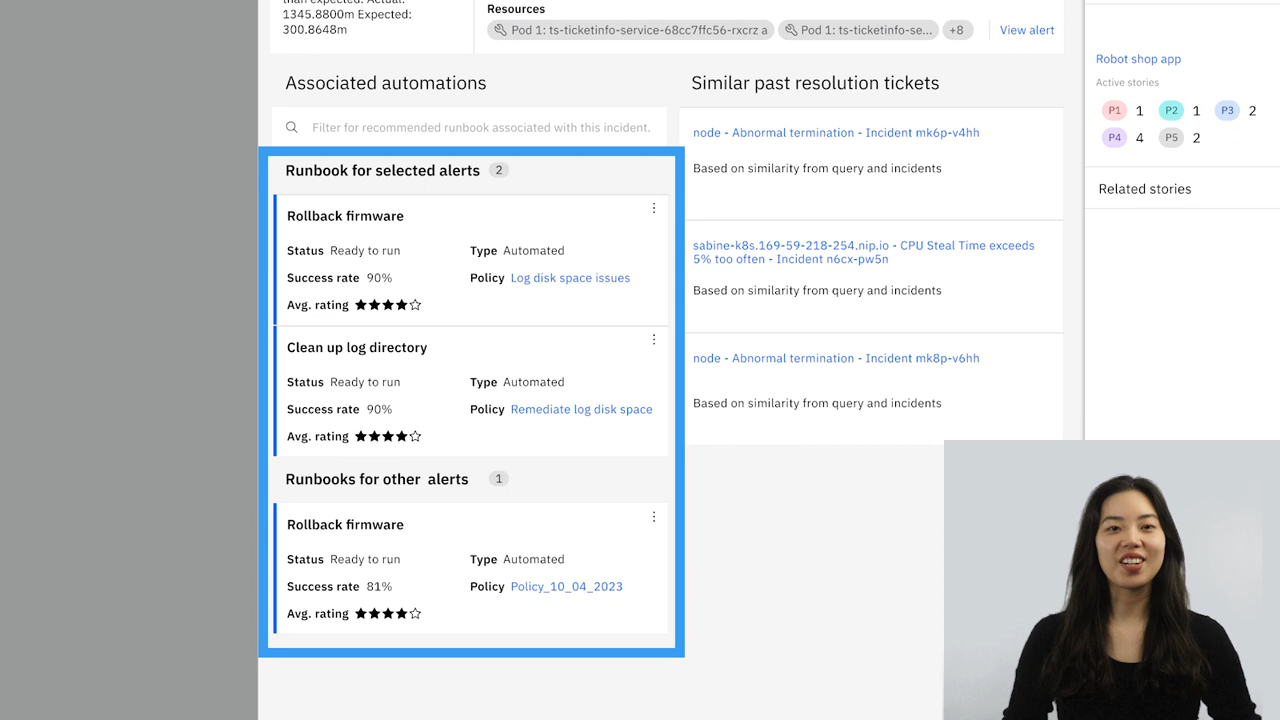 than expected. Actual:
1345.8800m Expected:
300.8648m
Resources
Pod 1: ts-ticketinfo-service-68cc7ffc56-rxcrz a
Pod 1: ts-ticketinfo-se...
+8
View alert
Associated automations
Filter for recommended runbook associated with this incident.
Runbook for selected alerts 2
Rollback firmware
Status Ready to run
Type Automated
Success rate 90%
Policy Log disk space issues
Avg. rating
Clean up log directory
Status Ready to run
Type Automated
Success rate 90%
Policy Remediate log disk space
Avg. rating
Runbooks for other alerts 1
Rollback firmware
Status Ready to run
Type Automated
Success rate 81%
Policy Policy_10_04_2023
Avg. rating
Similar past resolution tickets
node - Abnormal termination - Incident mk6p-v4hh
Based on similarity from query and incidents
sabine-k8s.169-59-218-254.nip.io - CPU Steal Time exceeds
5% too often - Incident n6cx-pw5n
Based on similarity from query and incidents
node - Abnormal termination - Incident mk8p-v6hh
Based on similarity from query and incidents
Robot shop app
Active stories
P1 1 P2 1 P3 2
P4 4 P5 2
Related stories